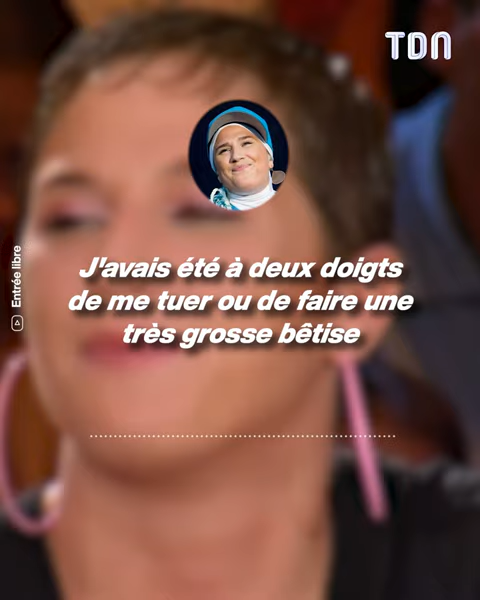 TDN
Entrée libre
J'avais été à deux doigts
de me tuer ou de faire une
très grosse bêtise